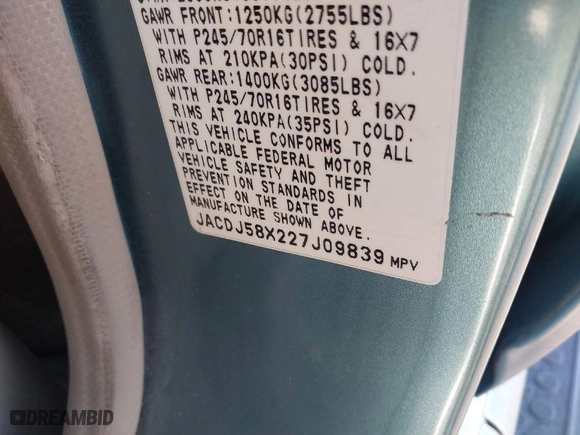 GAWR FRONT:1250KG(2755LBS)
WITH P245/70R16TIRES & 16X7
RIMS AT 210KPA(30PSI) COLD.
GAWR REAR:1400KG(3085LBS)
WITH P245/70R16TIRES & 16X7
RIMS AT 240KPA(35PSI) COLD.
THIS VEHICLE CONFORMS TO ALL
APPLICABLE FEDERAL MOTOR
VEHICLE SAFETY AND THEFT
PREVENTION STANDARDS IN
EFFECT ON THE DATE OF
MANUFACTURE SHOWN ABOVE.
JACDJ58X227J09839 MPV
DREAMBID